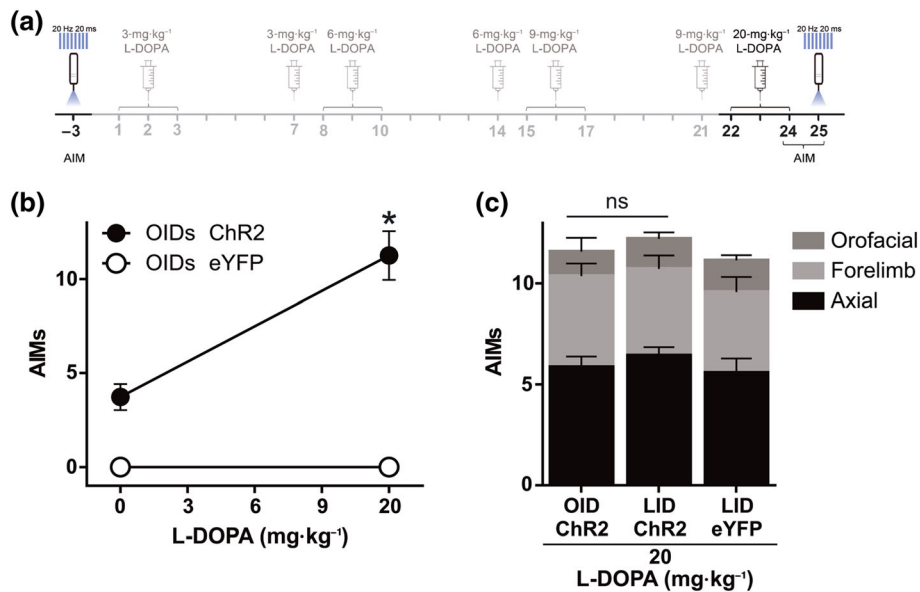 (a)
20 Hz 20 ms
3-mg·kg⁻¹
L-DOPA
3-mg·kg⁻¹
L-DOPA
6-mg·kg⁻¹
L-DOPA
6-mg·kg⁻¹
L-DOPA
9-mg·kg⁻¹
L-DOPA
9-mg·kg⁻¹
L-DOPA
20-mg·kg⁻¹
L-DOPA
20 Hz 20 ms
–3 1 2 3 7 8 10 14 15 17 21 22 24 25
AIM AIM
(b)
OIDs ChR2
OIDs eYFP
*
10
5
0
AIMs
0 3 6 9 20
L-DOPA (mg·kg⁻¹)
(c)
ns
10
5
0
AIMs
Orofacial
Forelimb
Axial
OID
ChR2
LID
ChR2
LID
eYFP
20
L-DOPA (mg·kg⁻¹)